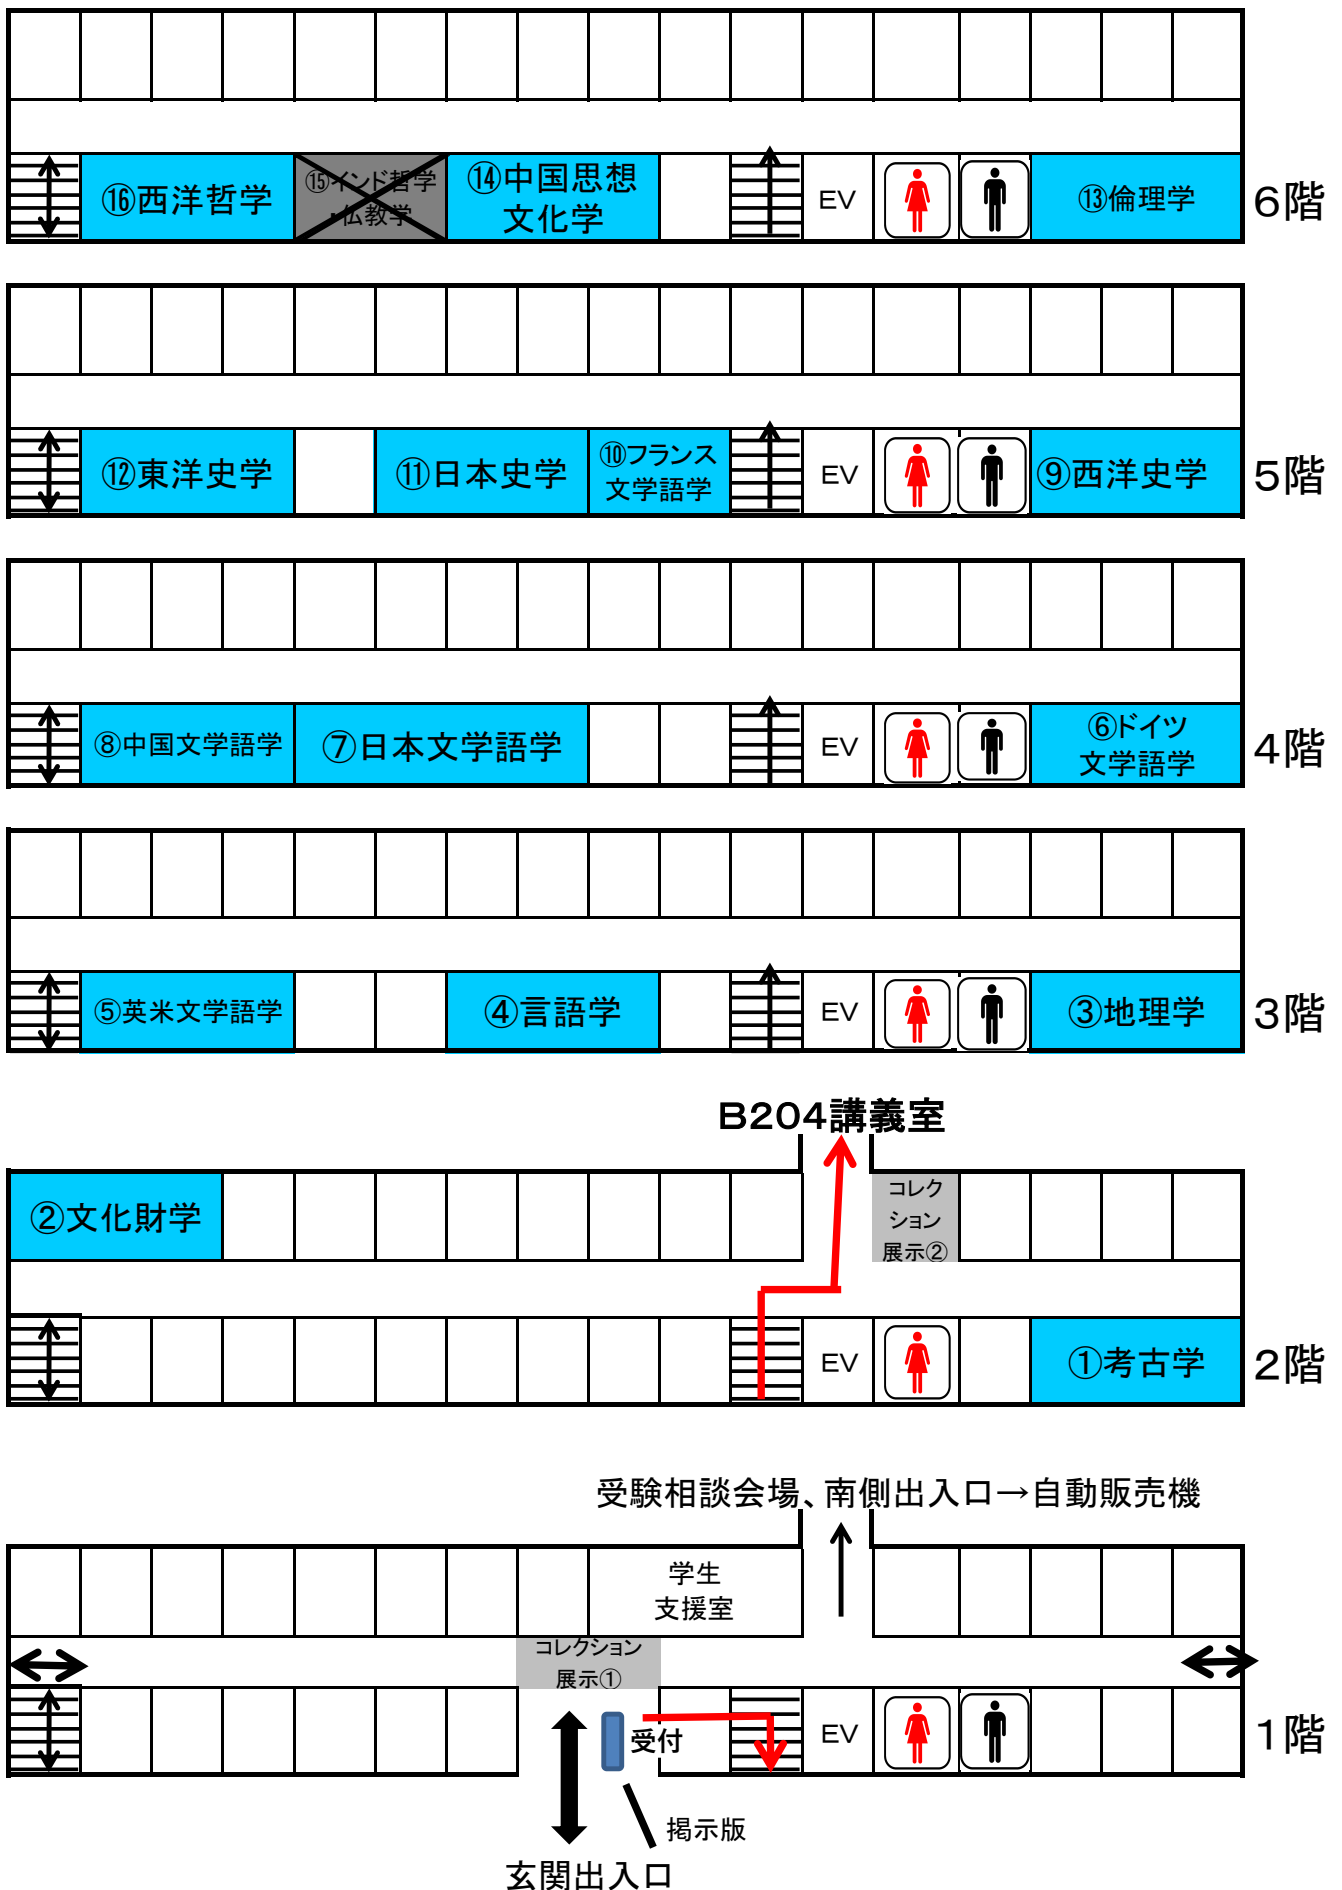 ⑯西洋哲学
⑮インド哲学
・仏教学
⑭中国思想
文化学
EV
⑬倫理学
6階
⑫東洋史学
⑪日本史学
⑩フランス
文学語学
EV
⑨西洋史学
5階
⑧中国文学語学
⑦日本文学語学
EV
⑥ドイツ
文学語学
4階
⑤英米文学語学
④言語学
EV
③地理学
3階
B204講義室
②文化財学
コレク
ション
展示②
EV
①考古学
2階
受験相談会場、南側出入口→自動販売機
学生
支援室
コレクション
展示①
受付
EV
1階
掲示版
玄関出入口